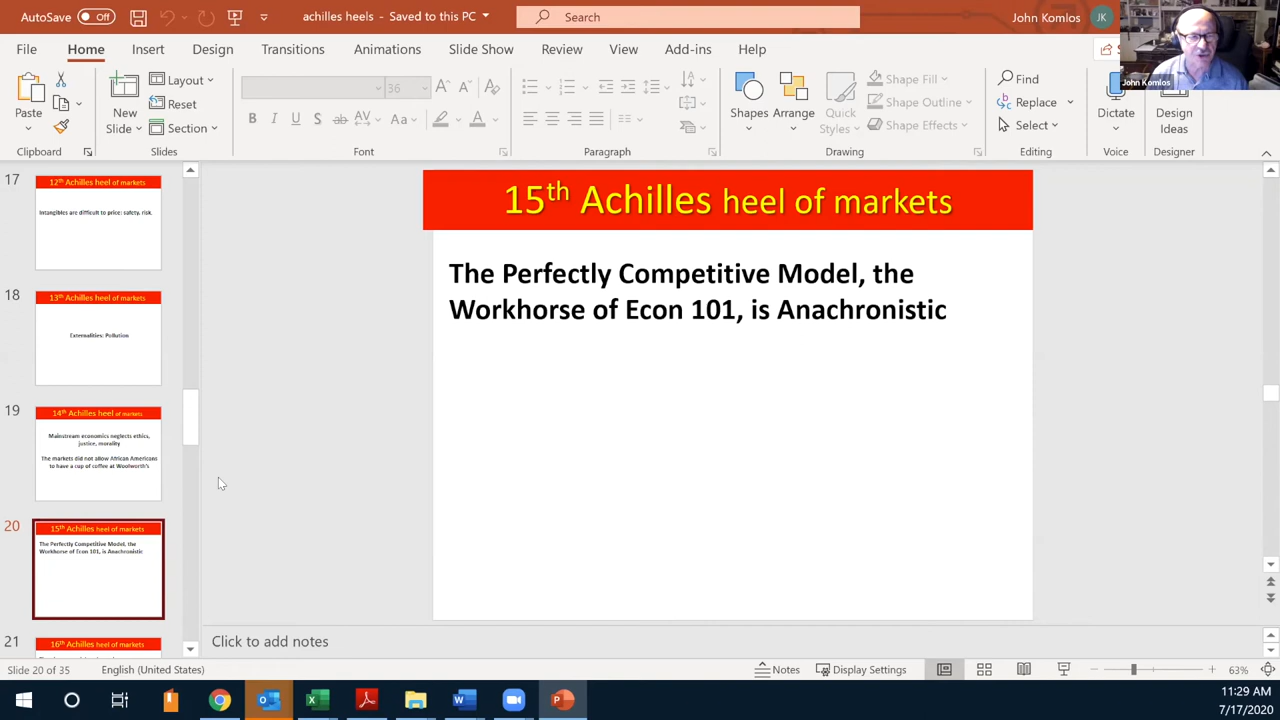 AutoSave Off
achilles heels - Saved to this PC
Search
John Komlos JK
John Komlos
File Home Insert Design Transitions Animations Slide Show Review View Add-ins Help
Paste
New
Slide
Layout
Reset
Section
36
Shapes
Arrange
Quick
Styles
Shape Fill
Shape Outline
Shape Effects
Find
Replace
Select
Dictate
Design
Ideas
Clipboard Slides Font Paragraph Drawing Editing Voice Designer
17
12th Achilles heel of markets
Intangibles are difficult to price: safety, risk.
18
13th Achilles heel of markets
Externalities: Pollution
19
14th Achilles heel of markets
Mainstream economics neglects ethics,
justice, morality
The markets did not allow African Americans
to have a cup of coffee at Woolworth's
20
15th Achilles heel of markets
The Perfectly Competitive Model, the
Workhorse of Econ 101, is Anachronistic
21
16th Achilles heel of markets
15th Achilles heel of markets
The Perfectly Competitive Model, the
Workhorse of Econ 101, is Anachronistic
Click to add notes
Slide 20 of 35 English (United States) Notes Display Settings 63%
11:29 AM
7/17/2020